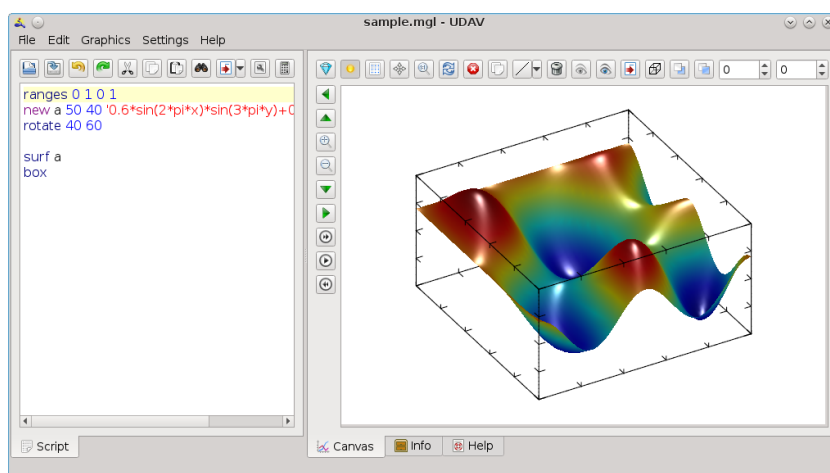 sample.mgl - UDAV
File Edit Graphics Settings Help
0 0
ranges 0 1 0 1
new a 50 40 '0.6*sin(2*pi*x)*sin(3*pi*y)+0
rotate 40 60
surf a
box
Script
Canvas Info Help